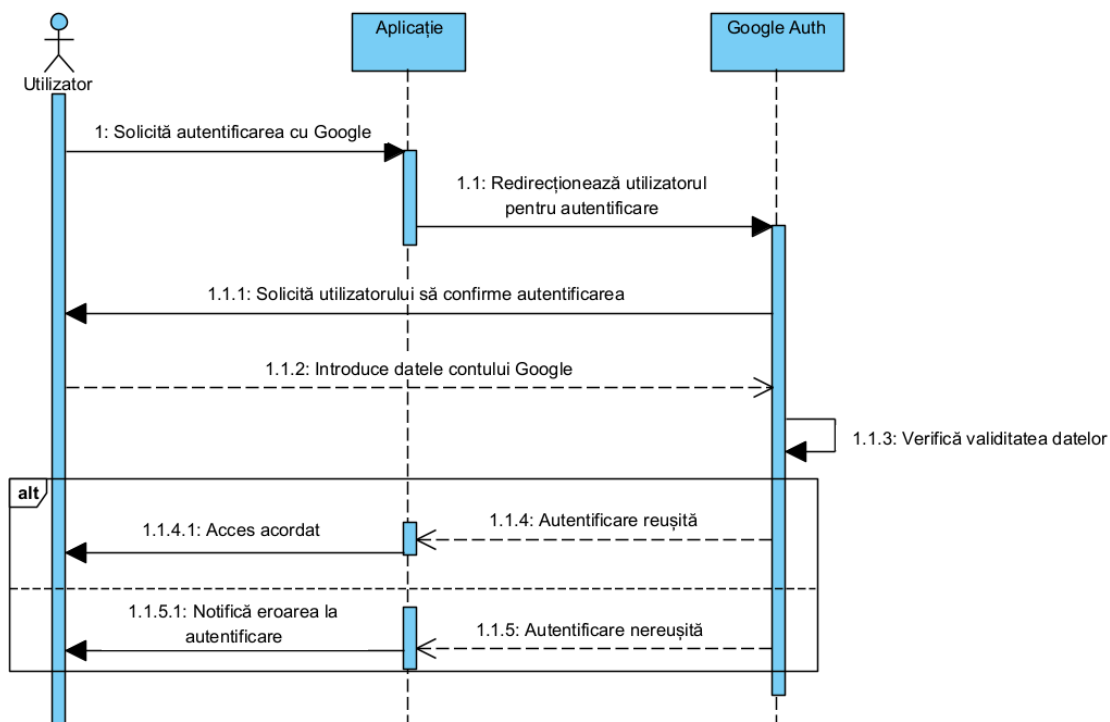 Aplicație
Google Auth
Utilizator
1: Solicită autentificarea cu Google
1.1: Redirecționează utilizatorul
pentru autentificare
1.1.1: Solicită utilizatorului să confirme autentificarea
1.1.2: Introduce datele contului Google
1.1.3: Verifică validitatea datelor
alt
1.1.4: Autentificare reușită
1.1.4.1: Acces acordat
1.1.5.1: Notifică eroarea la
autentificare
1.1.5: Autentificare nereușită